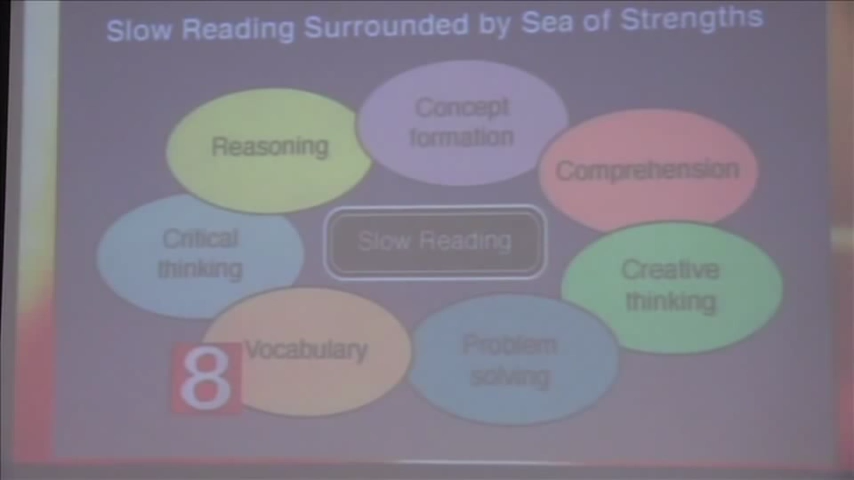 Slow Reading Surrounded by Sea of Strengths
Concept
formation
Reasoning
Comprehension
Critical
thinking
Slow Reading
Creative
thinking
Vocabulary
Problem
solving
8